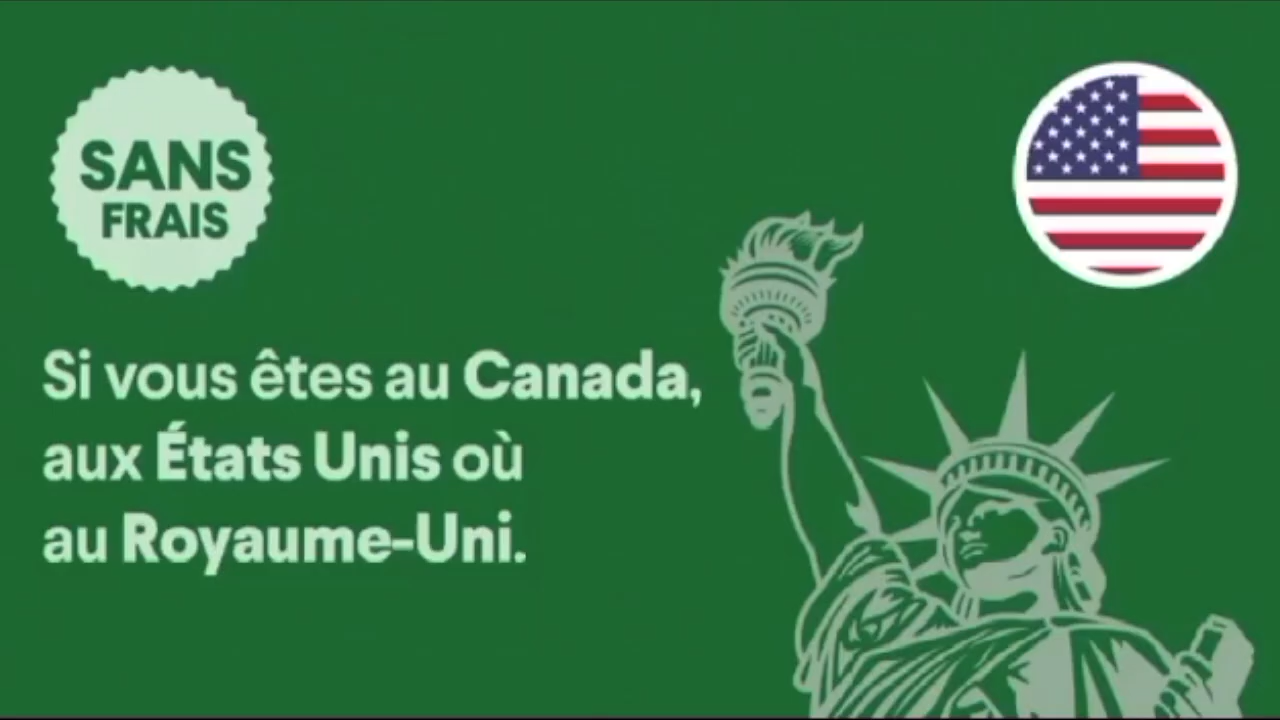 SANS
FRAIS
Si vous êtes au Canada,
aux États Unis où
au Royaume-Uni.